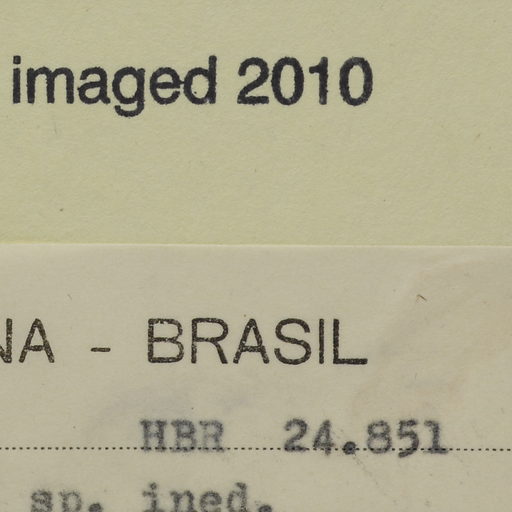 imaged 2010
NA - BRASIL
HBR 24.851
sp. ined.